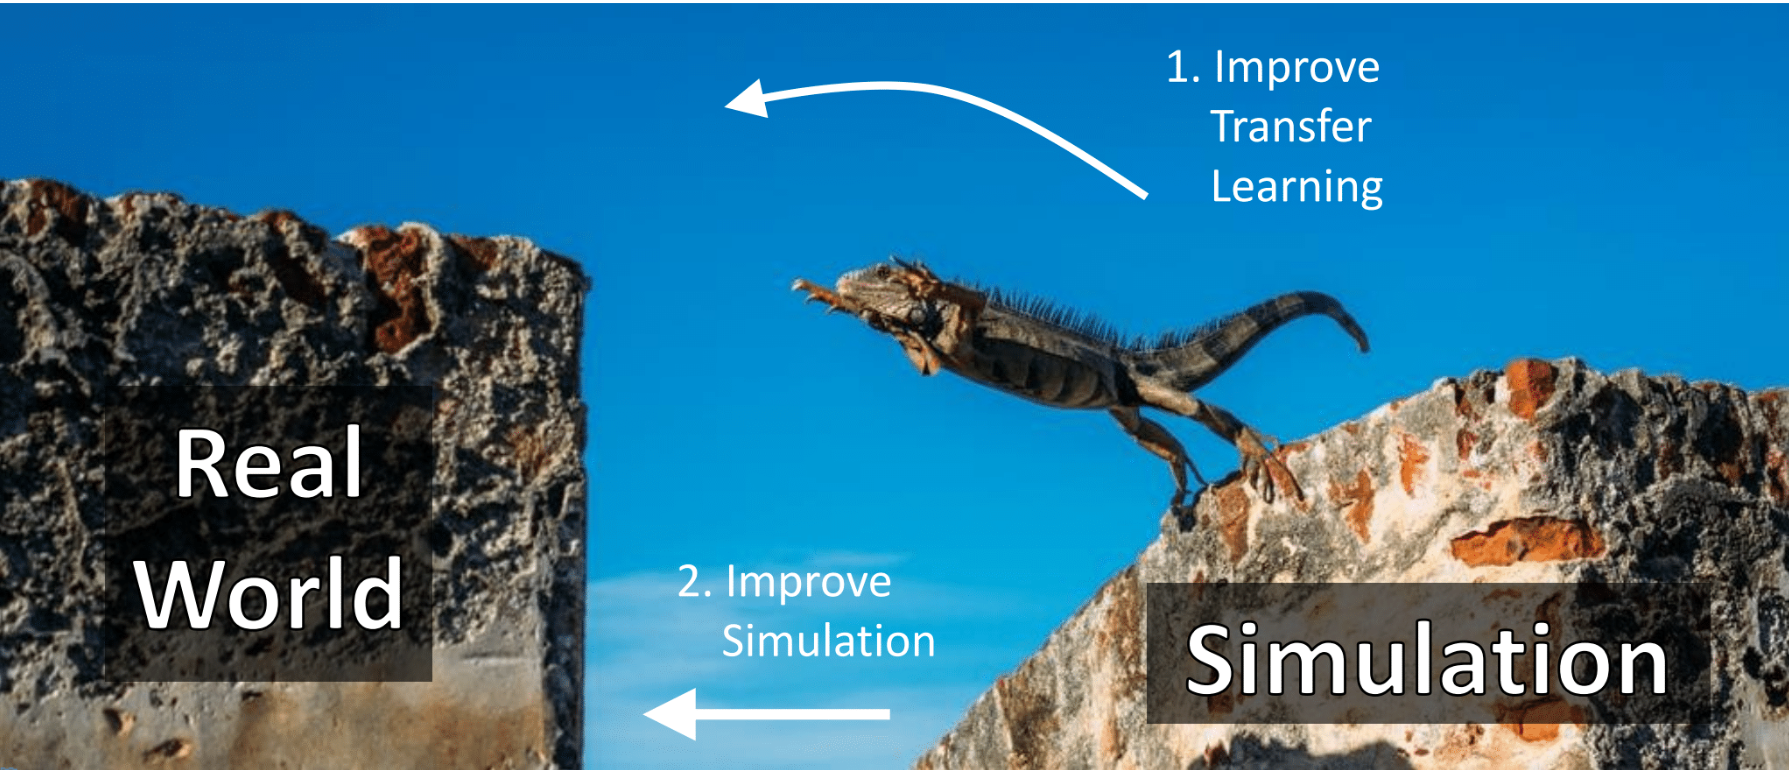 1. Improve
Transfer
Learning
Real
World
2. Improve
Simulation
Simulation